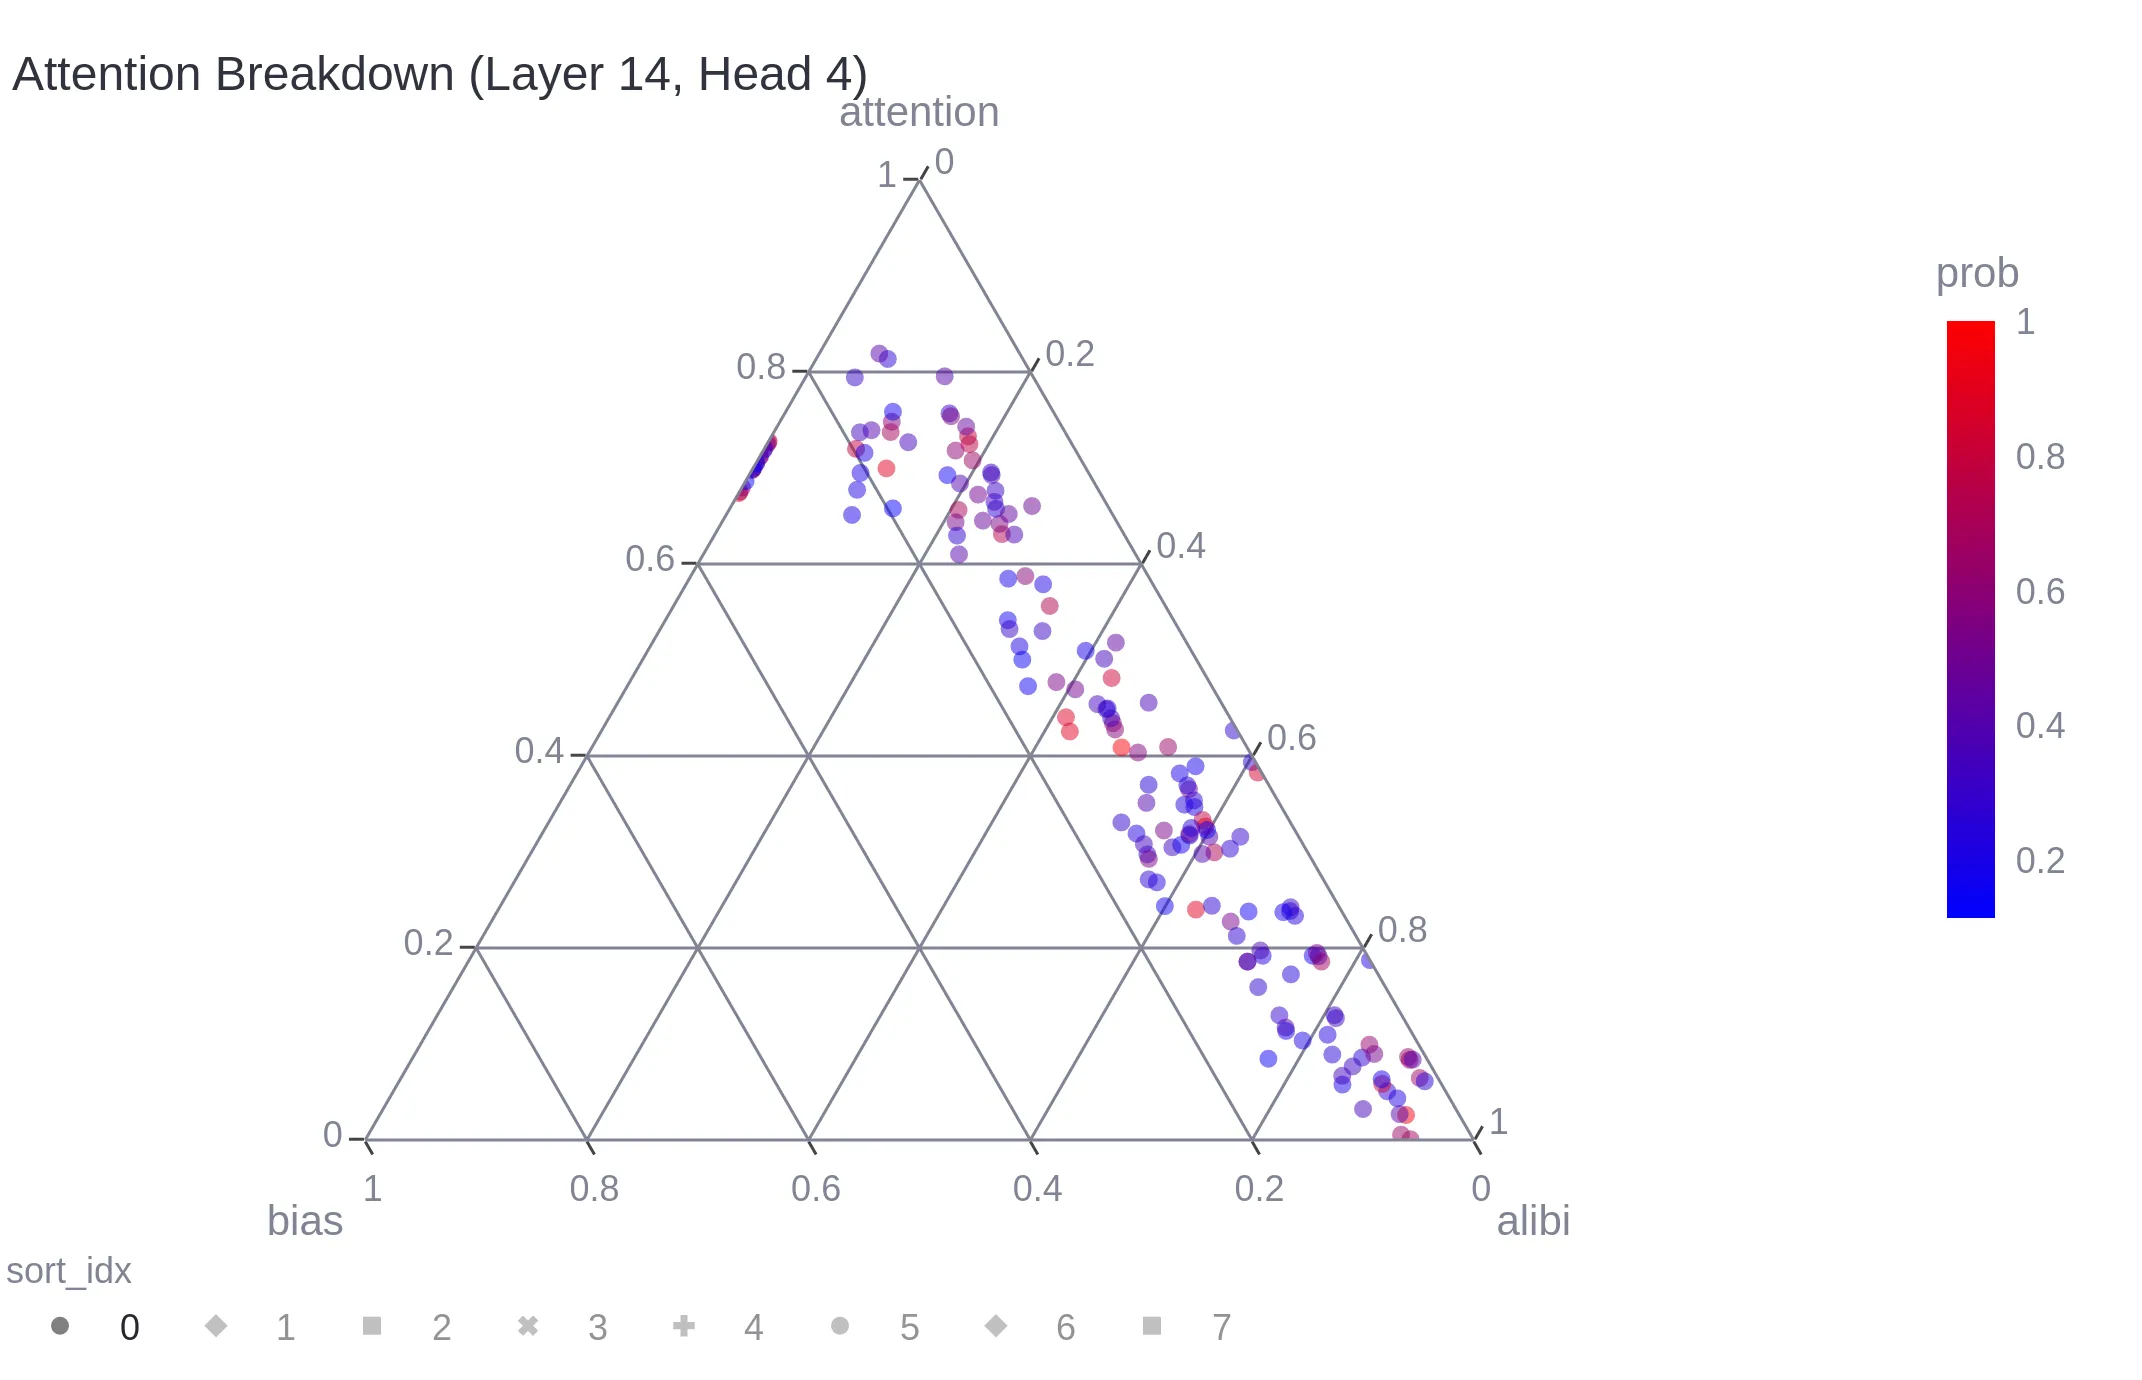 Attention Breakdown (Layer 14, Head 4)
attention
1 0
0.8 0.2
0.6 0.4
0.4 0.6
0.2 0.8
0 1
1 0.8 0.6 0.4 0.2 0
bias alibi
prob
1
0.8
0.6
0.4
0.2
sort_idx
0 1 2 3 4 5 6 7